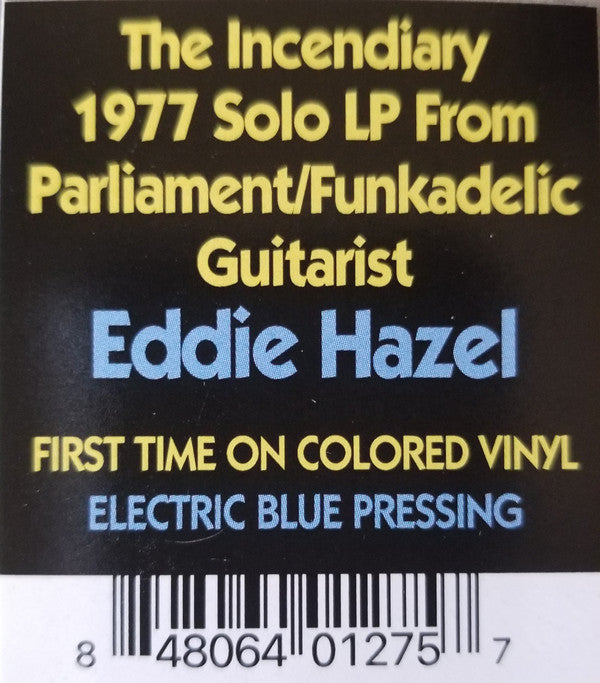 The Incendiary
1977 Solo LP From
Parliament/Funkadelic
Guitarist
Eddie Hazel
FIRST TIME ON COLORED VINYL
ELECTRIC BLUE PRESSING
8 48064 01275 7